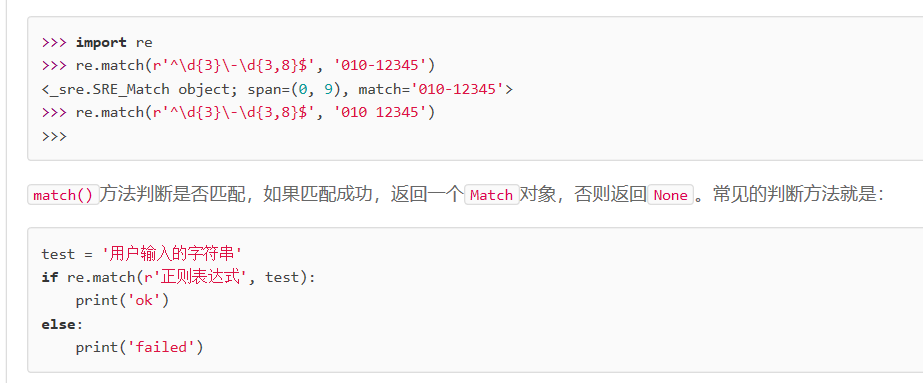 >>> import re
>>> re.match(r'^\d{3}\-\d{3,8}$', '010-12345')
<_sre.SRE_Match object; span=(0, 9), match='010-12345'>
>>> re.match(r'^\d{3}\-\d{3,8}$', '010 12345')
>>>
match()方法判断是否匹配，如果匹配成功，返回一个Match对象，否则返回None。常见的判断方法就是：
test = '用户输入的字符串'
if re.match(r'正则表达式', test):
    print('ok')
else:
    print('failed')